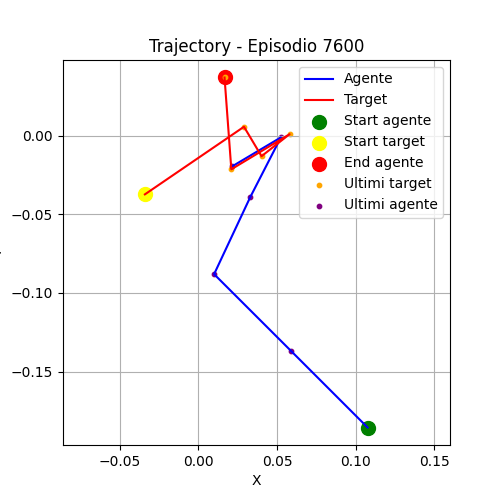 Trajectory - Episodio 7600
Agente
Target
Start agente
Start target
End agente
Ultimi target
Ultimi agente
0.00
−0.05
−0.10
−0.15
−0.05
0.00
0.05
0.10
0.15
X